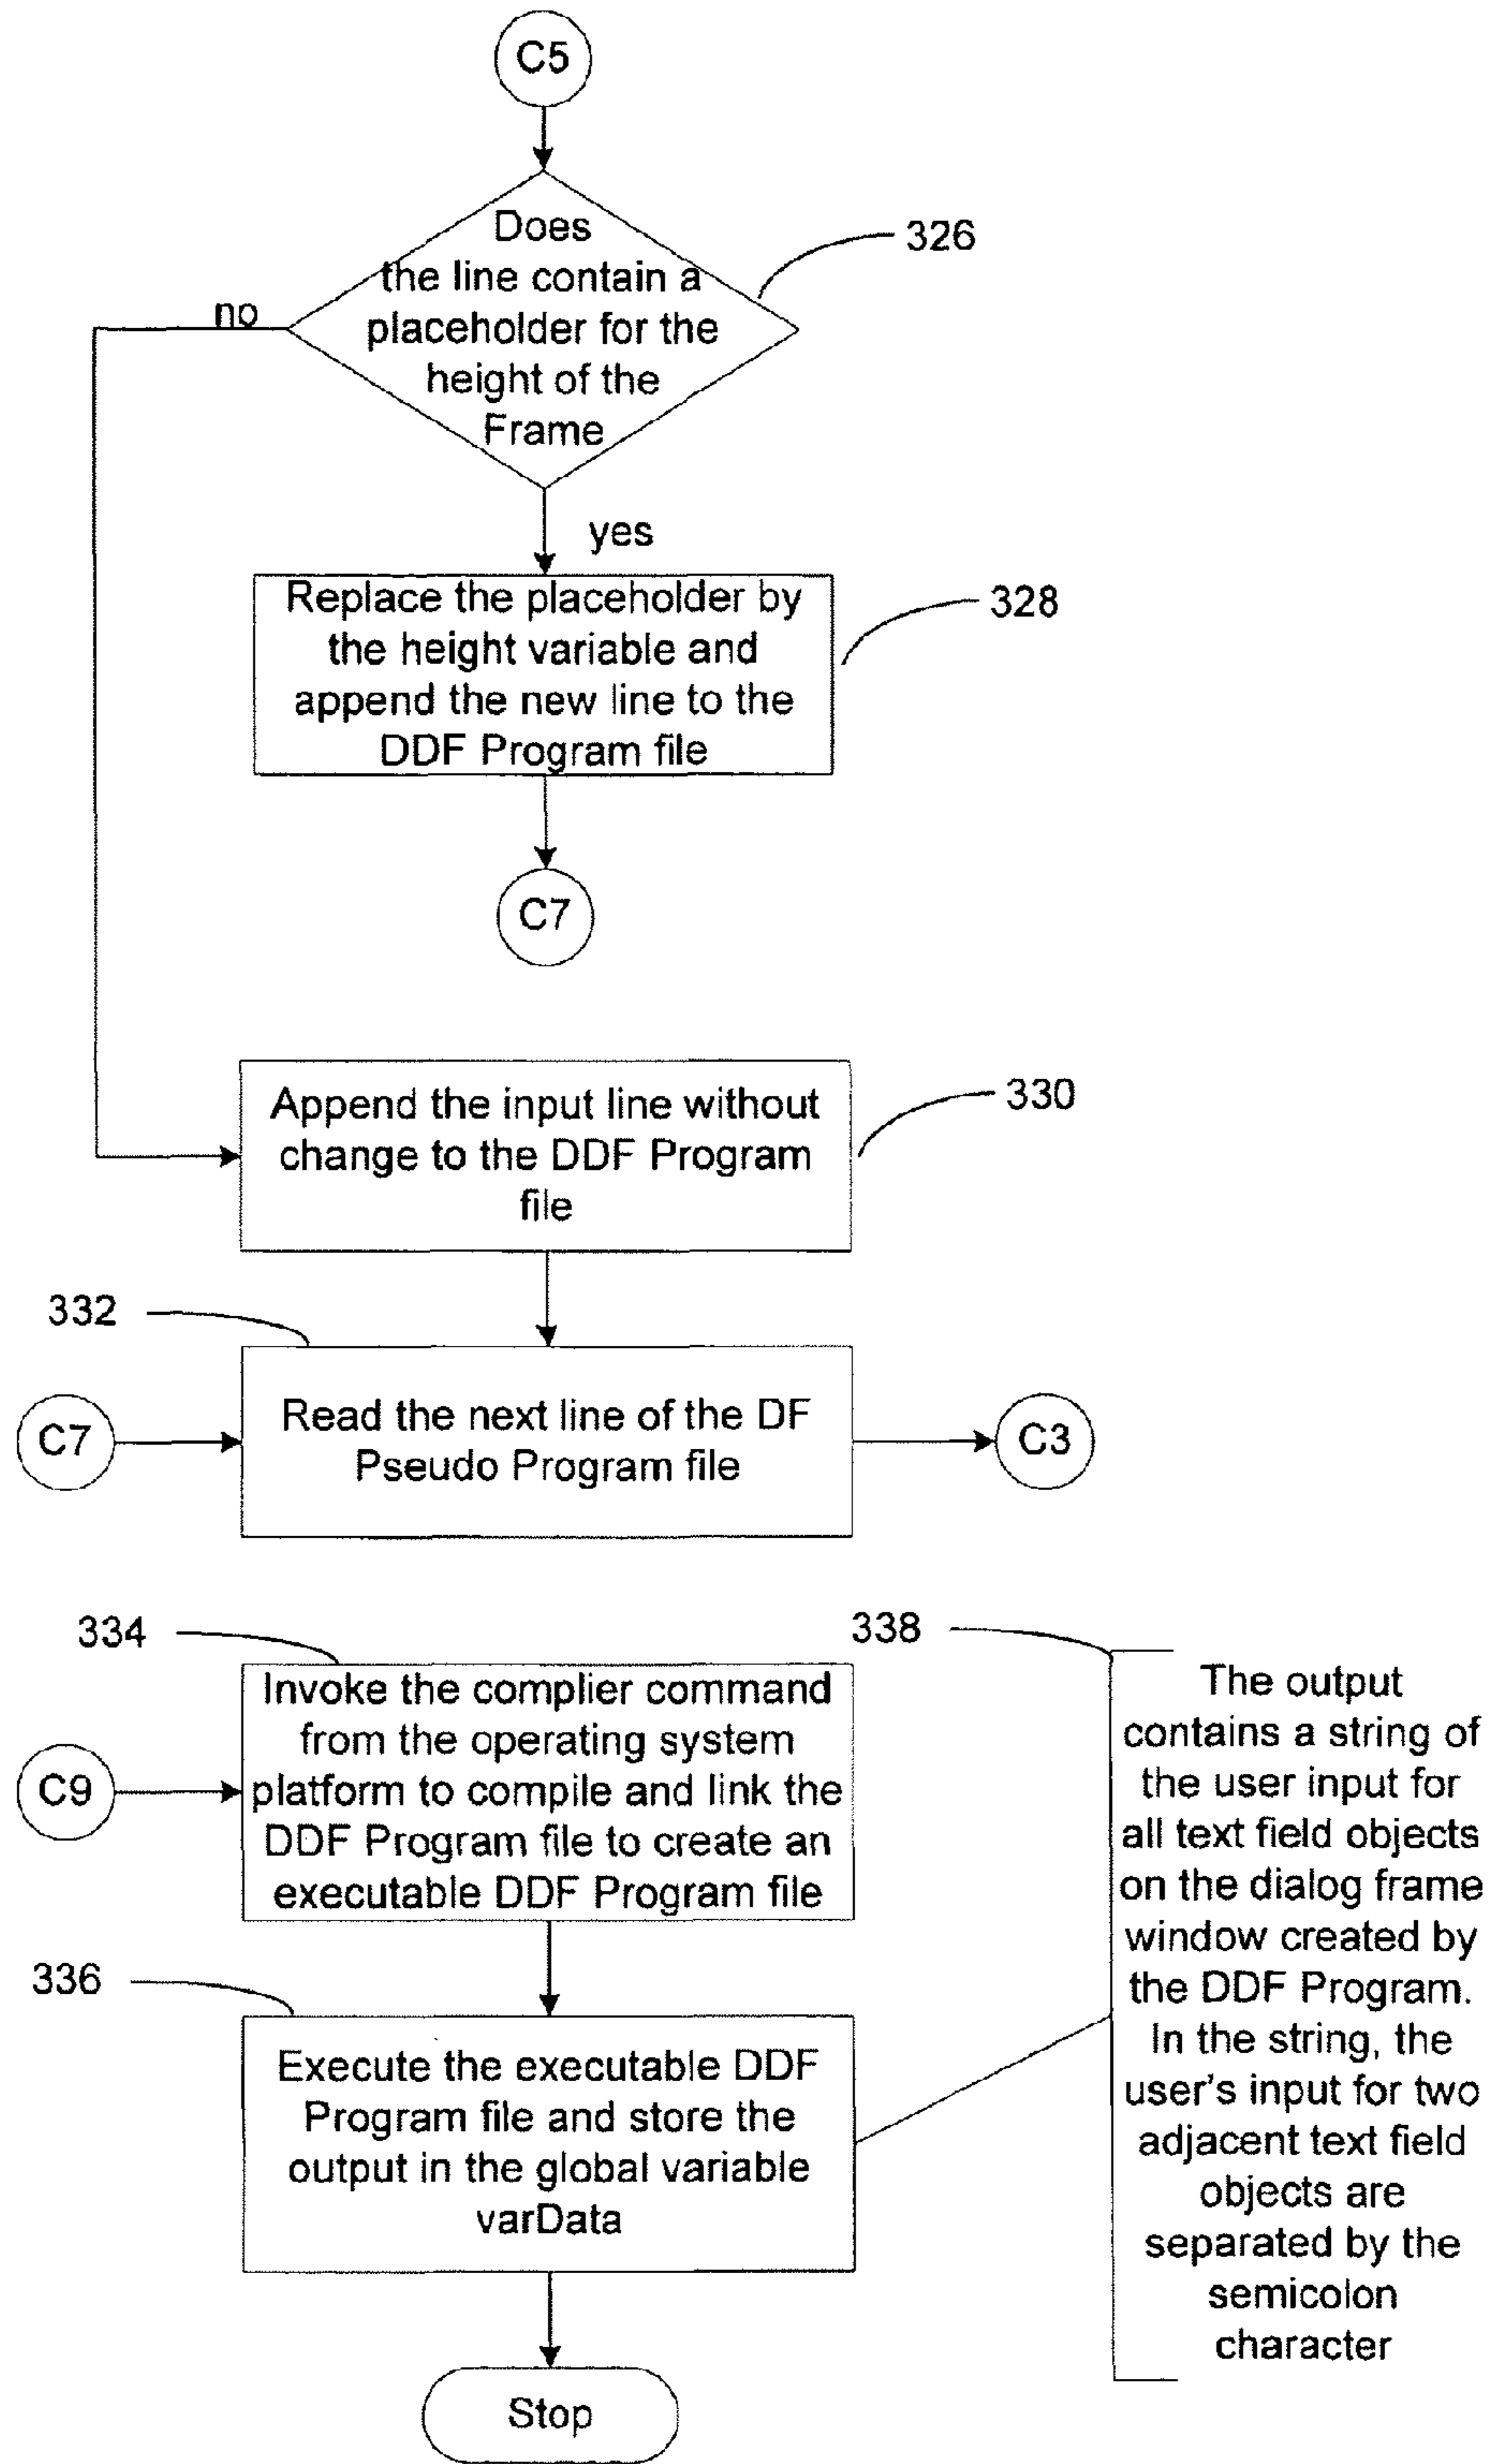 C5
Does
the line contain a
placeholder for the
height of the
Frame
326
no
yes
Replace the placeholder by
the height variable and
append the new line to the
DDF Program file
328
C7
Append the input line without
change to the DDF Program
file
330
332
C7
Read the next line of the DF
Pseudo Program file
C3
334
C9
Invoke the complier command
from the operating system
platform to compile and link the
DDF Program file to create an
executable DDF Program file
336
Execute the executable DDF
Program file and store the
output in the global variable
varData
Stop
338
The output
contains a string of
the user input for
all text field objects
on the dialog frame
window created by
the DDF Program.
In the string, the
user's input for two
adjacent text field
objects are
separated by the
semicolon
character